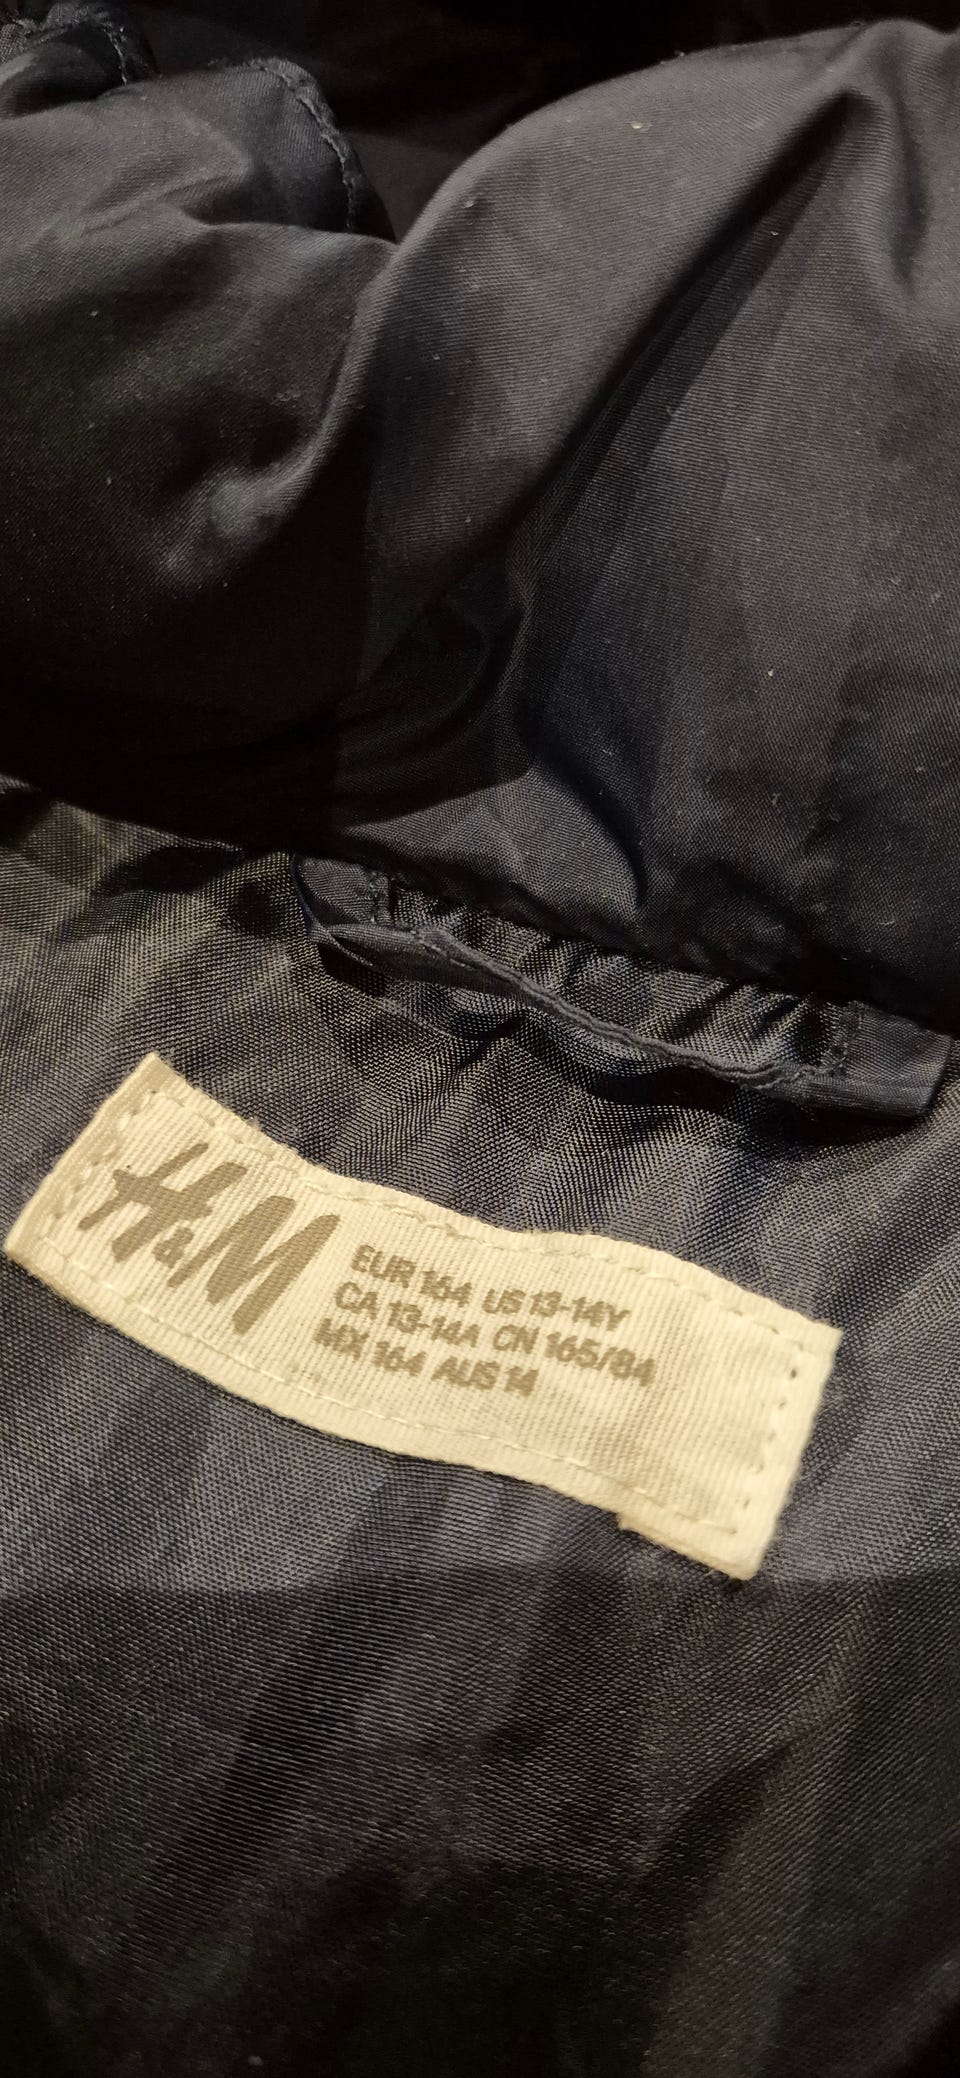 H&M
EUR 164 US 13-14Y
CA 13-14A CN 165/84
MX 164 AUS 14